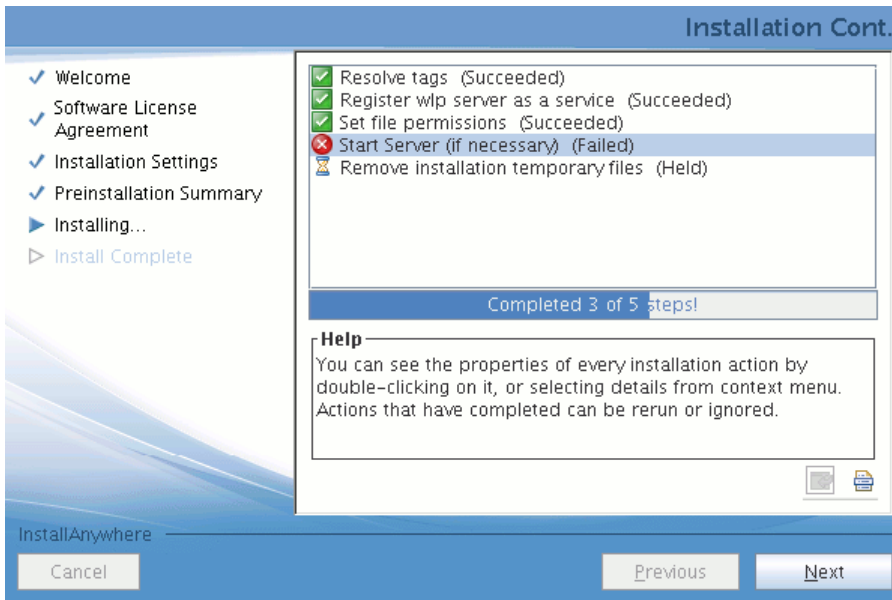 Installation Cont.
Welcome
Software License
Agreement
Installation Settings
Preinstallation Summary
Installing...
Install Complete
Resolve tags (Succeeded)
Register wlp server as a service (Succeeded)
Set file permissions (Succeeded)
Start Server (if necessary) (Failed)
Remove installation temporary files (Held)
Completed 3 of 5 steps!
Help
You can see the properties of every installation action by
double-clicking on it, or selecting details from context menu.
Actions that have completed can be rerun or ignored.
InstallAnywhere
Cancel
Previous
Next